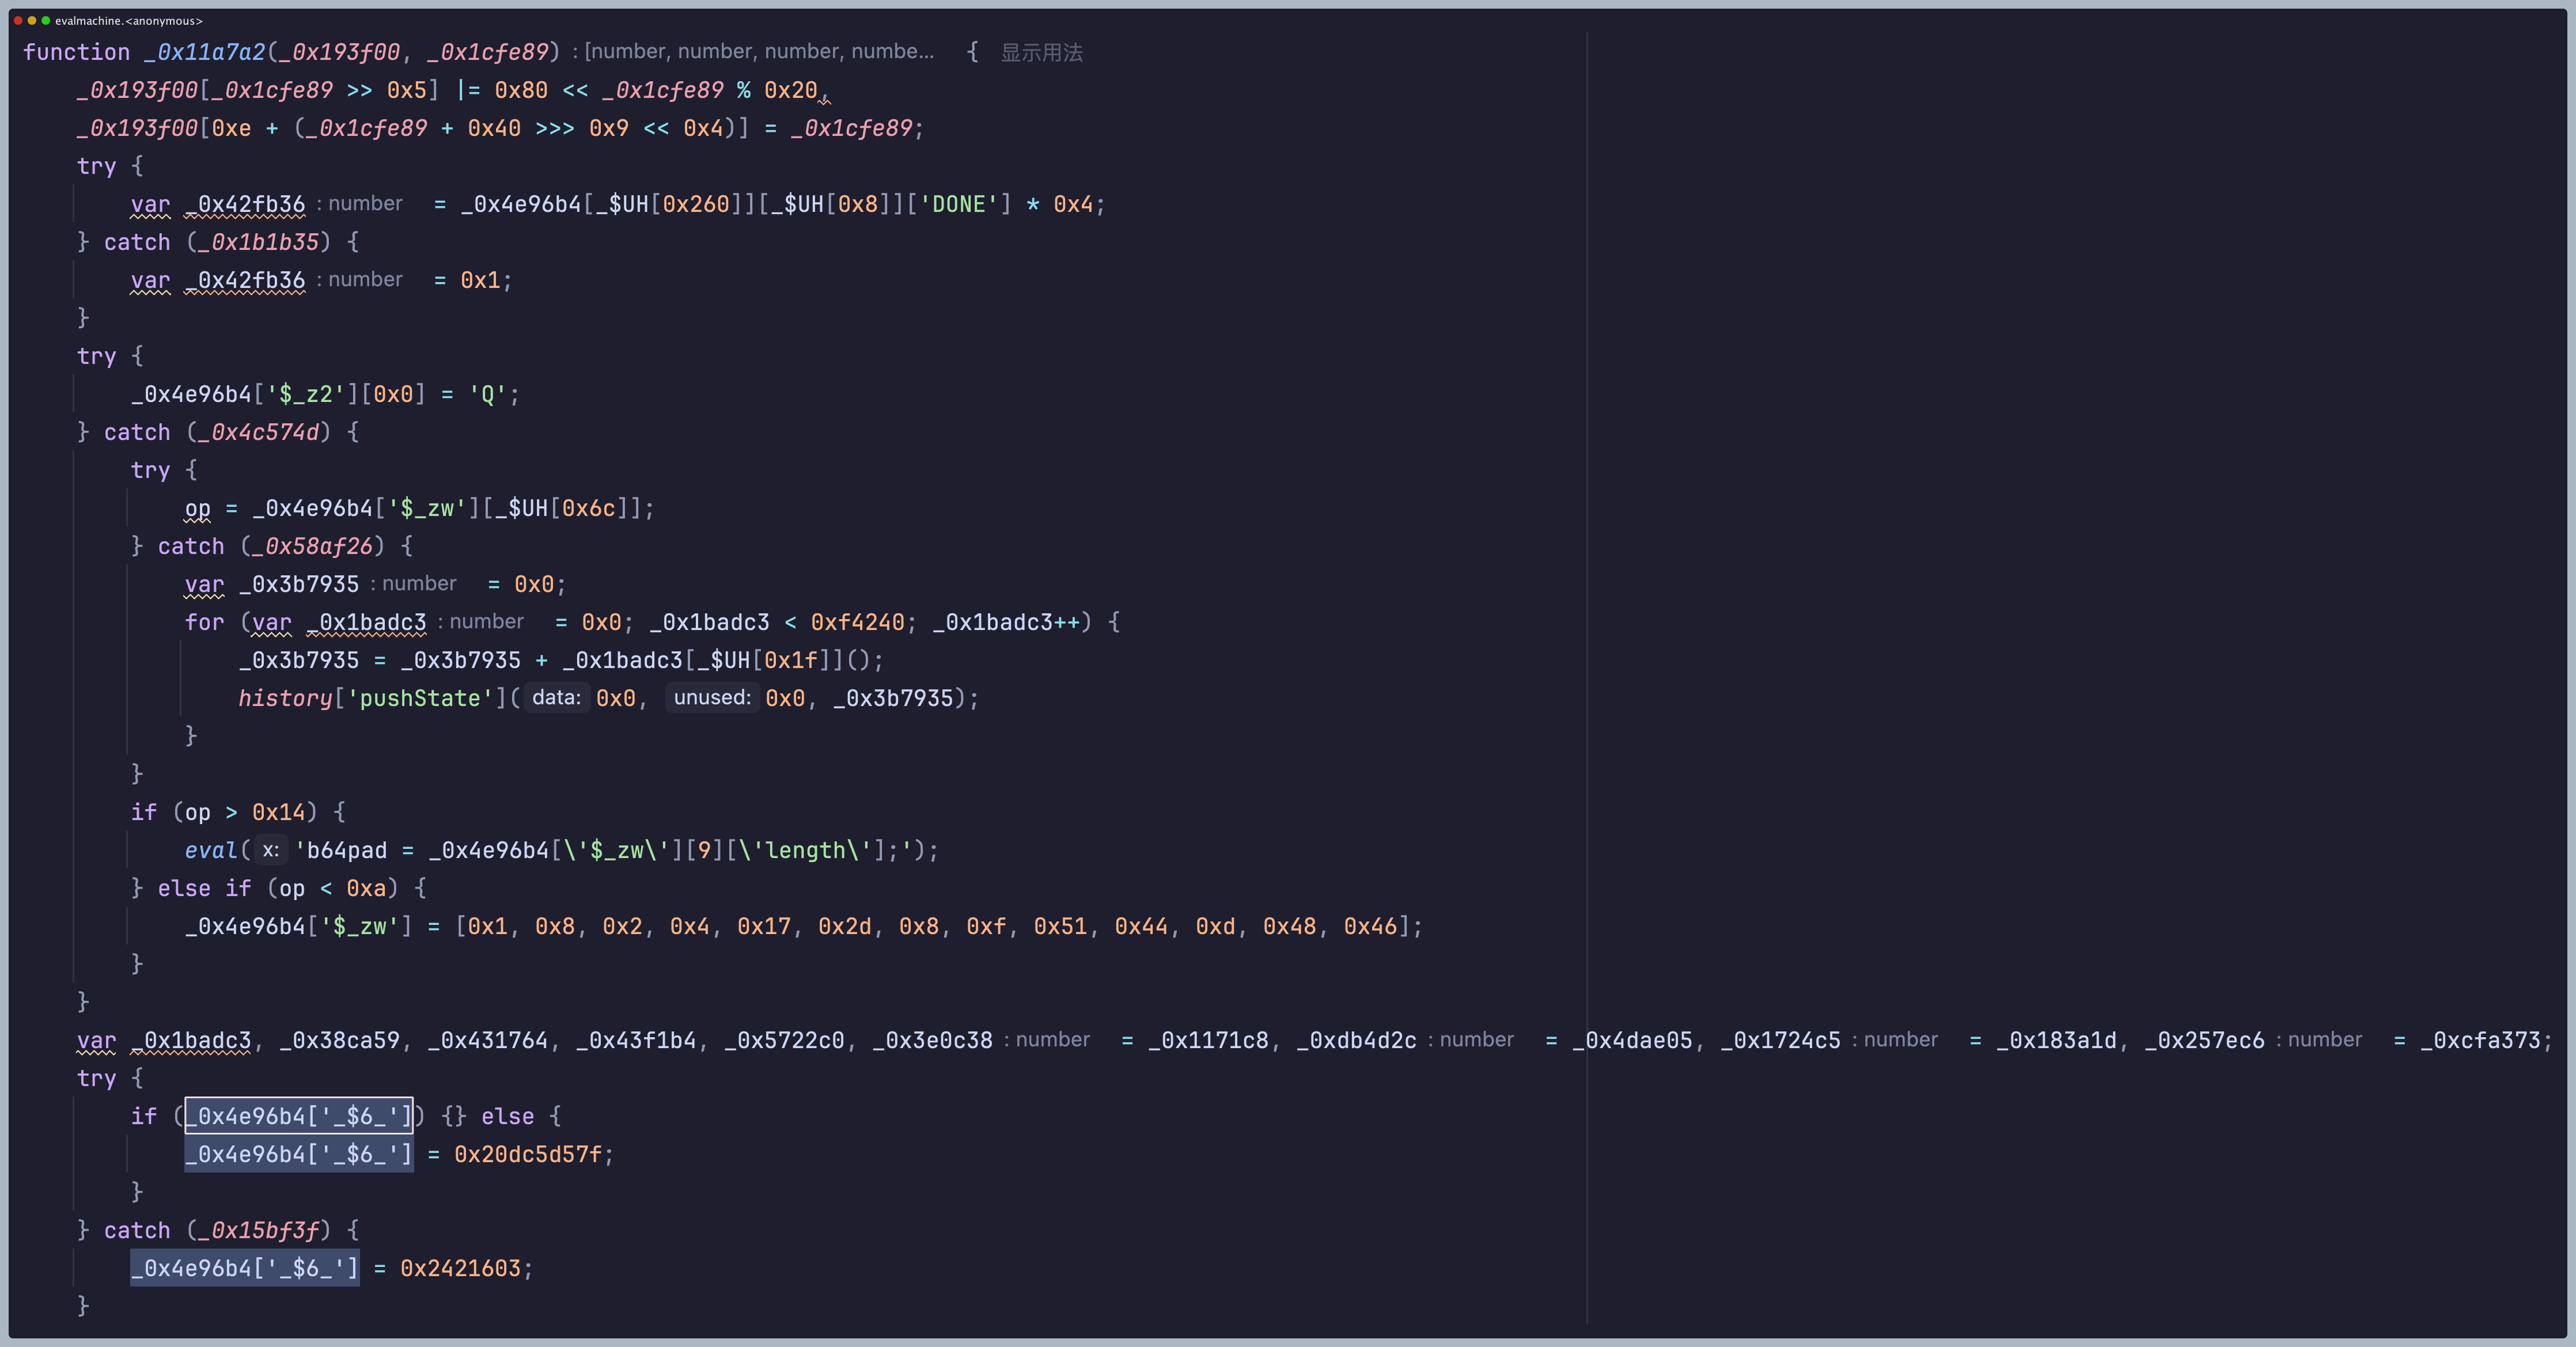 evalmachine.<anonymous>
function _0x11a7a2(_0x193f00, _0x1cfe89) : [number, number, number, numbe... { 显示用法
_0x193f00[_0x1cfe89 >> 0x5] |= 0x80 << _0x1cfe89 % 0x20,
_0x193f00[0xe + (_0x1cfe89 + 0x40 >>> 0x9 << 0x4)] = _0x1cfe89;
try {
var _0x42fb36 : number = _0x4e96b4[_$UH[0x260]][_$UH[0x8]]['DONE'] * 0x4;
} catch (_0x1b1b35) {
var _0x42fb36 : number = 0x1;
}
try {
_0x4e96b4['$_z2'][0x0] = 'Q';
} catch (_0x4c574d) {
try {
op = _0x4e96b4['$_zw'][_$UH[0x6c]];
} catch (_0x58af26) {
var _0x3b7935 : number = 0x0;
for (var _0x1badc3 : number = 0x0; _0x1badc3 < 0xf4240; _0x1badc3++) {
_0x3b7935 = _0x3b7935 + _0x1badc3[_$UH[0x1f]]();
history['pushState']( data: 0x0, unused: 0x0, _0x3b7935);
}
}
if (op > 0x14) {
eval( x: 'b64pad = _0x4e96b4[\'$_zw\'][9][\'length\'];');
} else if (op < 0xa) {
_0x4e96b4['$_zw'] = [0x1, 0x8, 0x2, 0x4, 0x17, 0x2d, 0x8, 0xf, 0x51, 0x44, 0xd, 0x48, 0x46];
}
}
var _0x1badc3, _0x38ca59, _0x431764, _0x43f1b4, _0x5722c0, _0x3e0c38 : number = _0x1171c8, _0xdb4d2c : number = _0x4dae05, _0x1724c5 : number = _0x183a1d, _0x257ec6 : number = _0xcfa373;
try {
if (_0x4e96b4['_$6_']) {} else {
_0x4e96b4['_$6_'] = 0x20dc5d57f;
}
} catch (_0x15bf3f) {
_0x4e96b4['_$6_'] = 0x2421603;
}